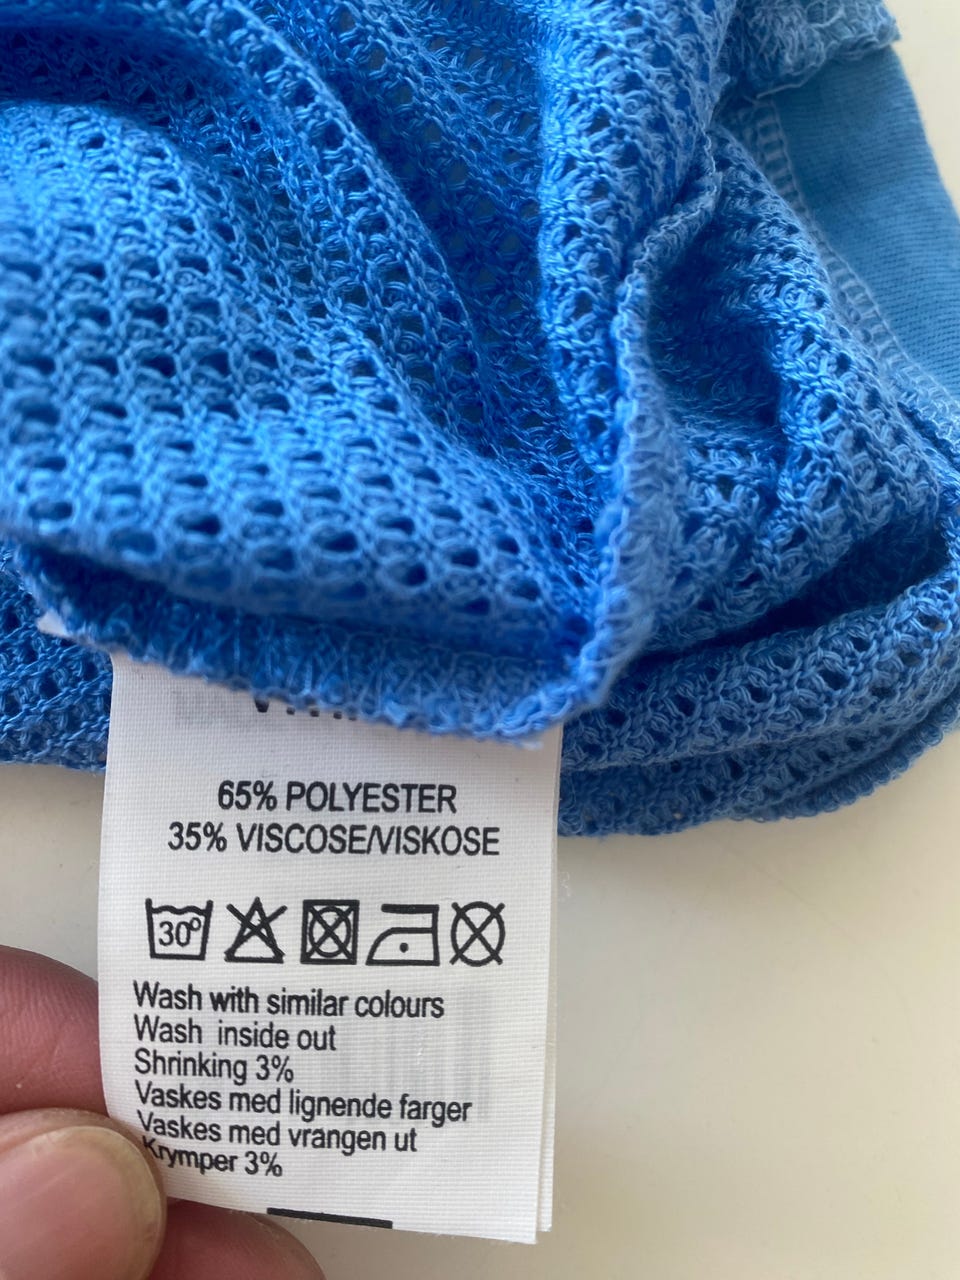 65% POLYESTER
35% VISCOSE/VISKOSE
30°
Wash with similar colours
Wash inside out
Shrinking 3%
Vaskes med lignende farger
Vaskes med vrangen ut
Krymper 3%